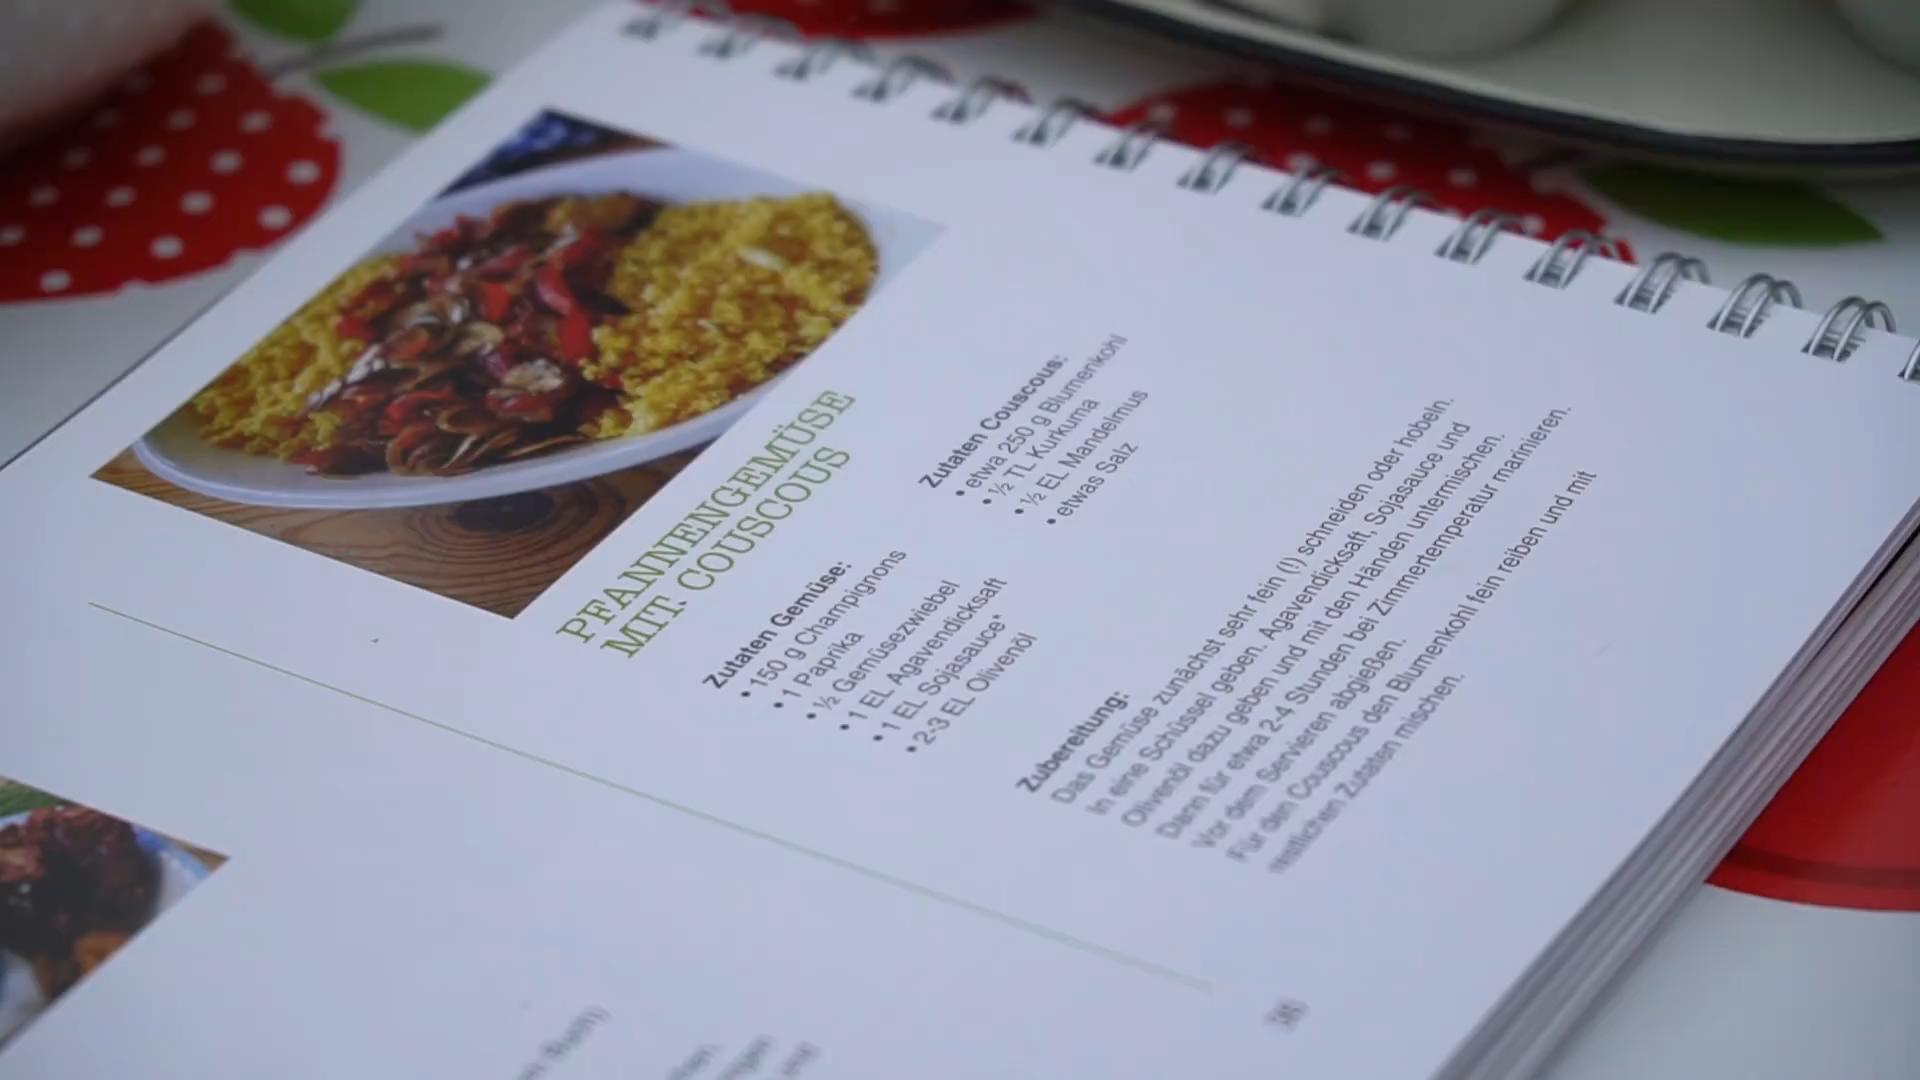 PFANNENGEMÜSE
MIT COUSCOUS
Zutaten Gemüse:
• 150 g Champignons
• 1 Paprika
• ½ Gemüsezwiebel
• 1 EL Agavendicksaft
• 1 EL Sojasauce*
• 2-3 EL Olivenöl
Zutaten Couscous:
• etwa 250 g Blumenkohl
• ½ TL Kurkuma
• ½ EL Mandelmus
• etwas Salz
Zubereitung:
Das Gemüse zunächst sehr fein (!) schneiden oder hobeln.
In eine Schüssel geben. Agavendicksaft, Sojasauce und
Olivenöl dazu geben und mit den Händen untermischen.
Dann für etwa 2-4 Stunden bei Zimmertemperatur marinieren.
Vor dem Servieren abgießen.
Für den Couscous den Blumenkohl fein reiben und mit
restlichen Zutaten mischen.